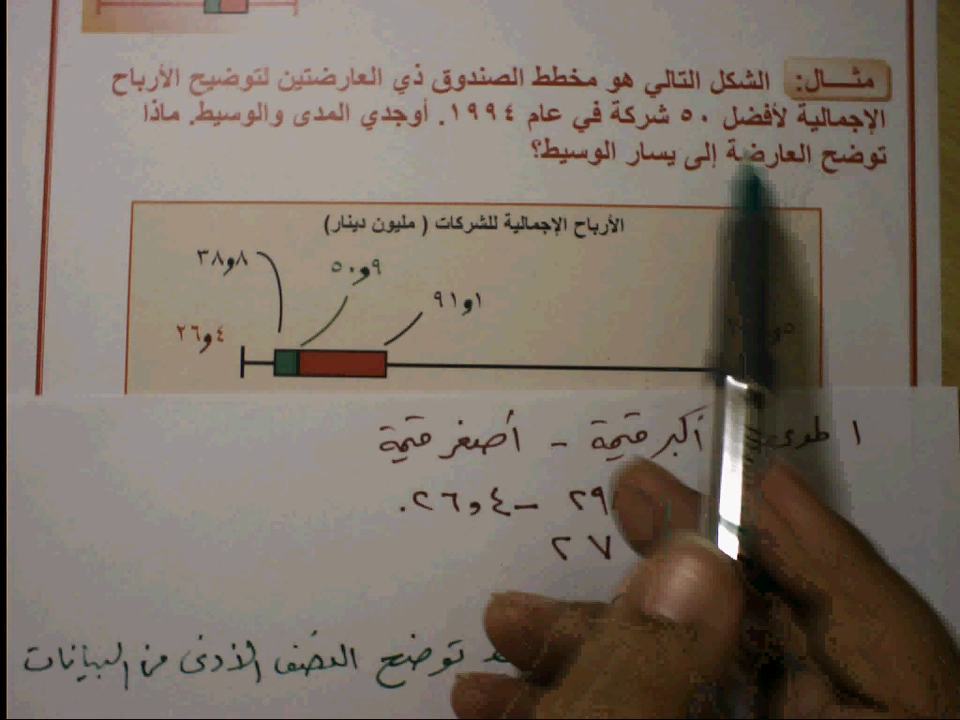 مثـــال: الشكل التالي هو مخطط الصندوق ذي العارضتين لتوضيح الأرباح
الإجمالية لأفضل ٥٠ شركة في عام ١٩٩٤. أوجدي المدى والوسيط. ماذا
توضح العارضة إلى يسار الوسيط؟
الأرباح الإجمالية للشركات ( مليون دينار)
٣٨و٨
٥٠و٩
٩١و١
٢٦و٤
المدى أكبر قيمة - أصغر قيمة
٢٦و٤ -
٢٧
توضح النصف الأدنى من البيانات